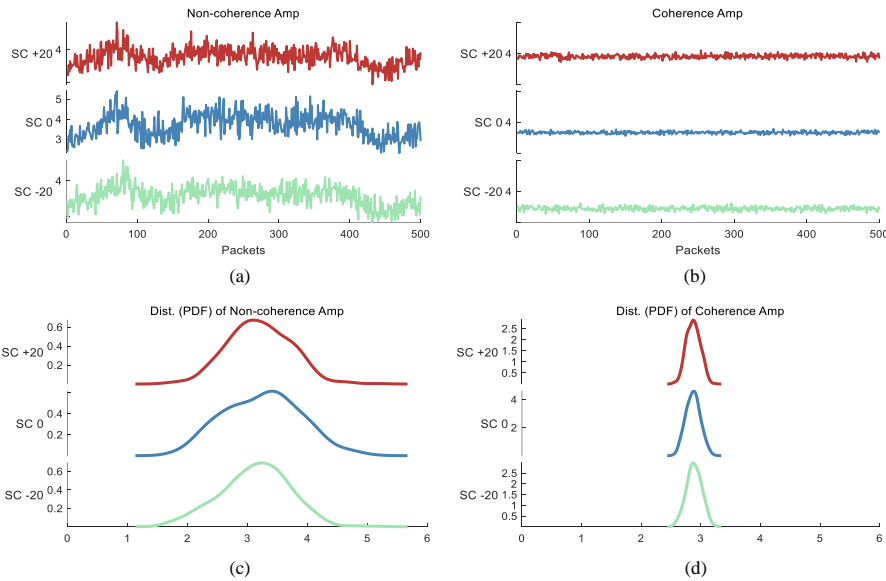 Non-coherence Amp
SC +20 4
5
SC 0 4
3
SC -20 4
0 100 200 300 400 500
Packets
(a)
Coherence Amp
SC +20 4
SC 0 4
SC -20 4
0 100 200 300 400 500
Packets
(b)
Dist. (PDF) of Non-coherence Amp
0.6
SC +20 0.4
0.2
SC 0 0.4
0.2
0.6
SC -20 0.4
0.2
0 1 2 3 4 5 6
(c)
Dist. (PDF) of Coherence Amp
2.5
2
SC +20 1.5
1
0.5
4
SC 0 2
2.5
2
SC -20 1.5
1
0.5
0 1 2 3 4 5 6
(d)